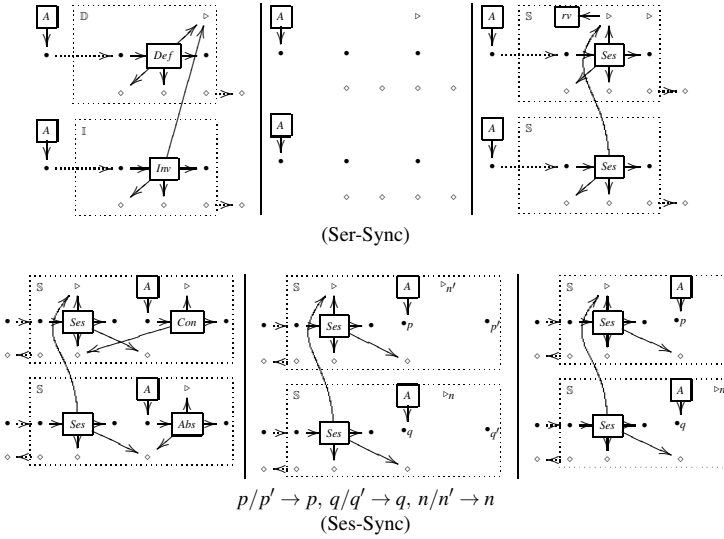 A 𝔻 ▷ A ▷ A 𝕊 rv ▷ ▷
Def Ses
A 𝕀 A A 𝕊
Inv Ses
(Ser-Sync)
𝕊 ▷ A ▷ 𝕊 ▷ A ▷n′ 𝕊 ▷ A
Ses Con Ses p p′ Ses p
𝕊 A ▷ 𝕊 A ▷n 𝕊 A ▷n
Ses Abs Ses q q′ Ses q
p/p′ → p, q/q′ → q, n/n′ → n
(Ses-Sync)